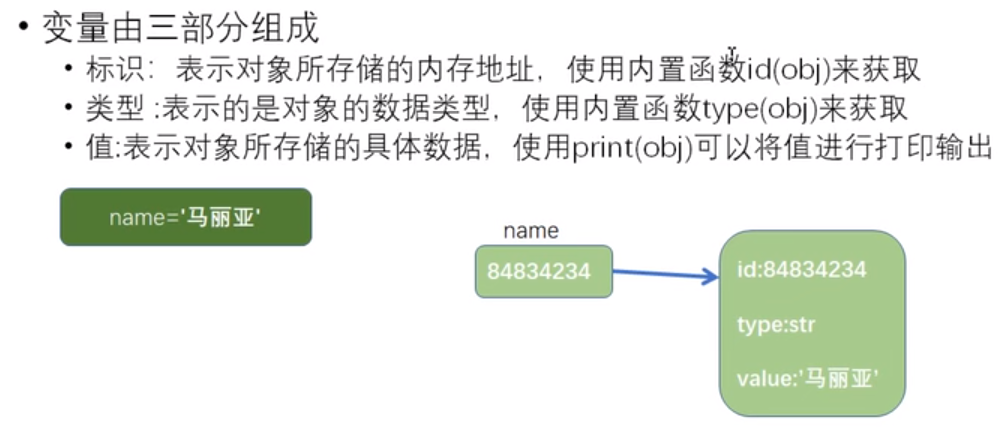 • 变量由三部分组成
• 标识：表示对象所存储的内存地址，使用内置函数id(obj)来获取
• 类型 :表示的是对象的数据类型，使用内置函数type(obj)来获取
• 值:表示对象所存储的具体数据，使用print(obj)可以将值进行打印输出
name='马丽亚'
name
84834234
id:84834234
type:str
value:'马丽亚'